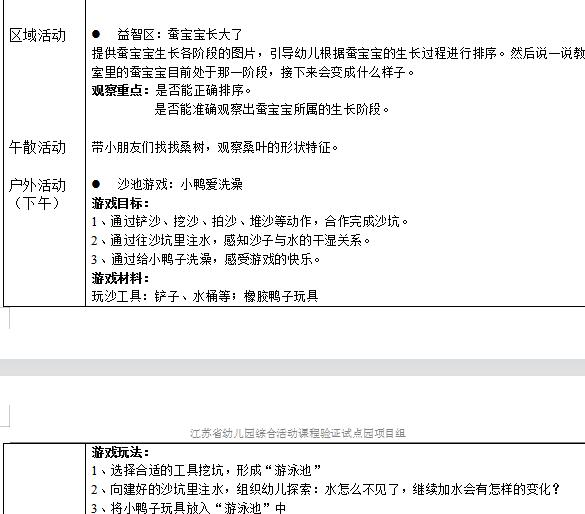 区域活动
● 益智区：蚕宝宝长大了
提供蚕宝宝生长各阶段的图片，引导幼儿根据蚕宝宝的生长过程进行排序。然后说一说教
室里的蚕宝宝目前处于那一阶段，接下来会变成什么样子。
观察重点：是否能正确排序。
是否能准确观察出蚕宝宝所属的生长阶段。
午散活动
带小朋友们找找桑树，观察桑叶的形状特征。
户外活动
（下午）
● 沙池游戏：小鸭爱洗澡
游戏目标：
1、通过铲沙、挖沙、拍沙、堆沙等动作，合作完成沙坑。
2、通过往沙坑里注水，感知沙子与水的干湿关系。
3、通过给小鸭子洗澡，感受游戏的快乐。
游戏材料：
玩沙工具：铲子、水桶等；橡胶鸭子玩具
江苏省幼儿园综合活动课程验证试点园项目组
游戏玩法：
1、选择合适的工具挖坑，形成“游泳池”
2、向建好的沙坑里注水，组织幼儿探索：水怎么不见了，继续加水会有怎样的变化？
3、将小鸭子玩具放入“游泳池”中